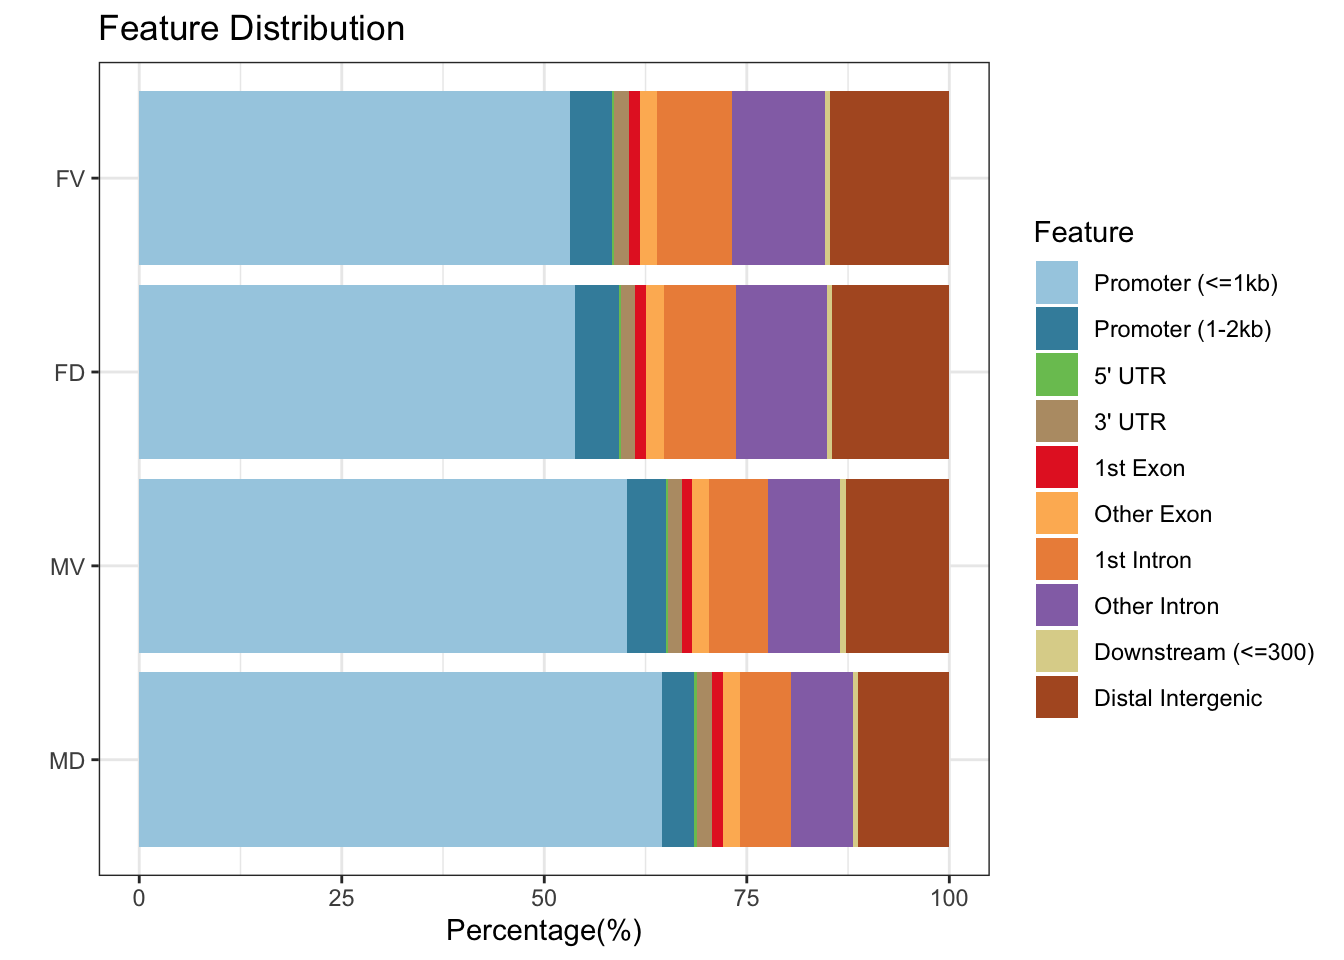 Feature Distribution
FV
FD
MV
MD
0 25 50 75 100
Percentage(%)
Feature
Promoter (<=1kb)
Promoter (1-2kb)
5' UTR
3' UTR
1st Exon
Other Exon
1st Intron
Other Intron
Downstream (<=300)
Distal Intergenic